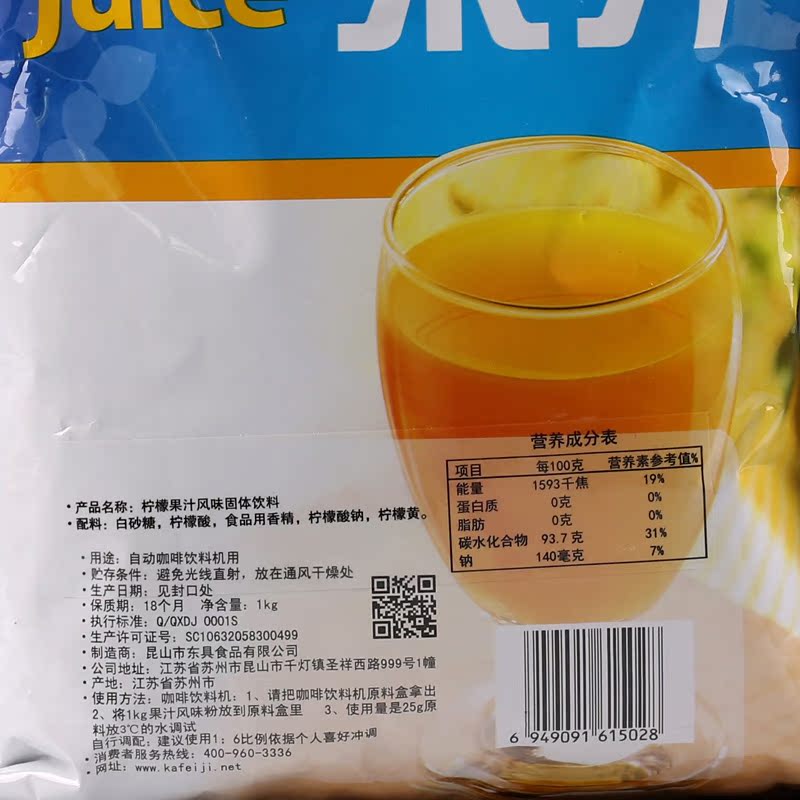 Juice 果汁
营养成分表
项目 每100克 营养素参考值%
能量 1593千焦 19%
蛋白质 0克 0%
脂肪 0克 0%
碳水化合物 93.7克 31%
钠 140毫克 7%
·产品名称：柠檬果汁风味固体饮料
·配料：白砂糖，柠檬酸，食品用香精，柠檬酸钠，柠檬黄。
·用途：自动咖啡饮料机用
·贮存条件：避免光线直射，放在通风干燥处
·生产日期：见封口处
·保质期：18个月 净含量：1kg
·执行标准：Q/QXDJ 0001S
·生产许可证号：SC10632058300499
·制造商：昆山市东具食品有限公司
·公司地址：江苏省苏州市昆山市千灯镇圣祥西路999号1幢
·产地：江苏省苏州市
·使用方法：咖啡饮料机：1、请把咖啡饮料机原料盒拿出
2、将1kg果汁风味粉放到原料盒里 3、使用量是25g原
料放3℃的水调试
自行调配：建议使用1：6比例依据个人喜好冲调
·消费者服务热线：400-960-3336
·网址：www.kafeiji.net
6 949091 615028